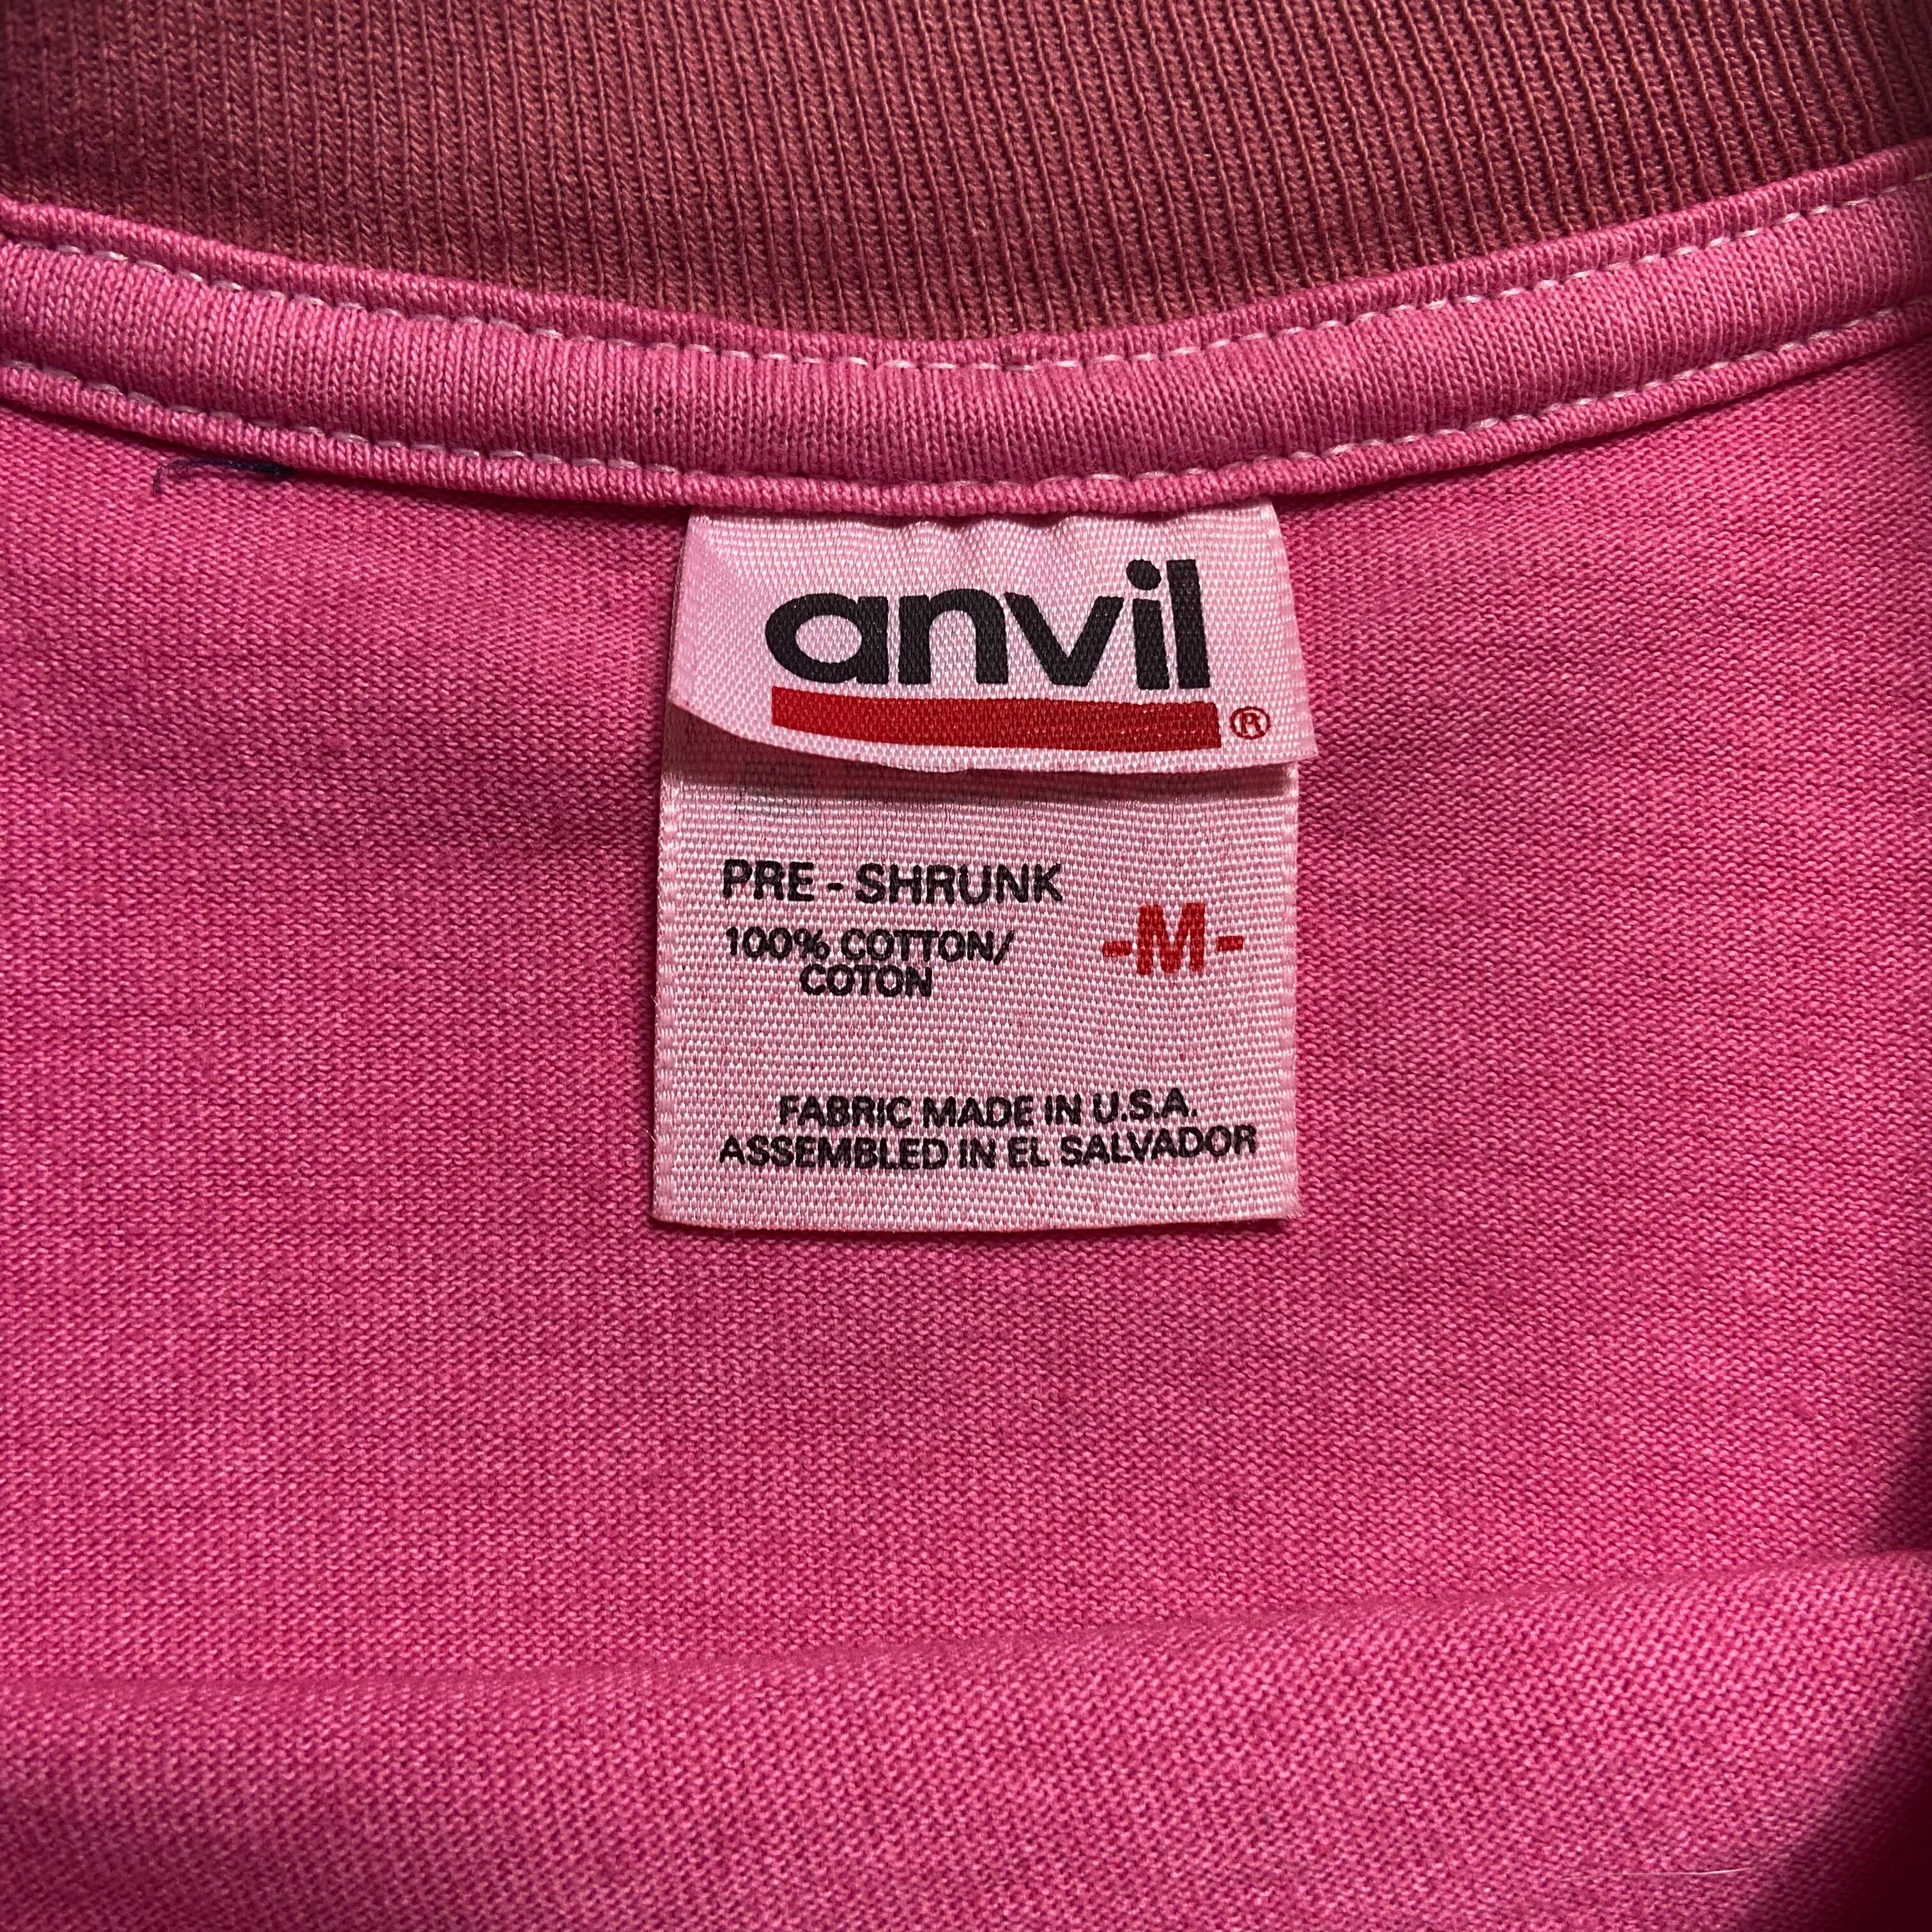 anvil®
PRE-SHRUNK
-M-
100% COTTON/
COTON
FABRIC MADE IN U.S.A.
ASSEMBLED IN EL SALVADOR